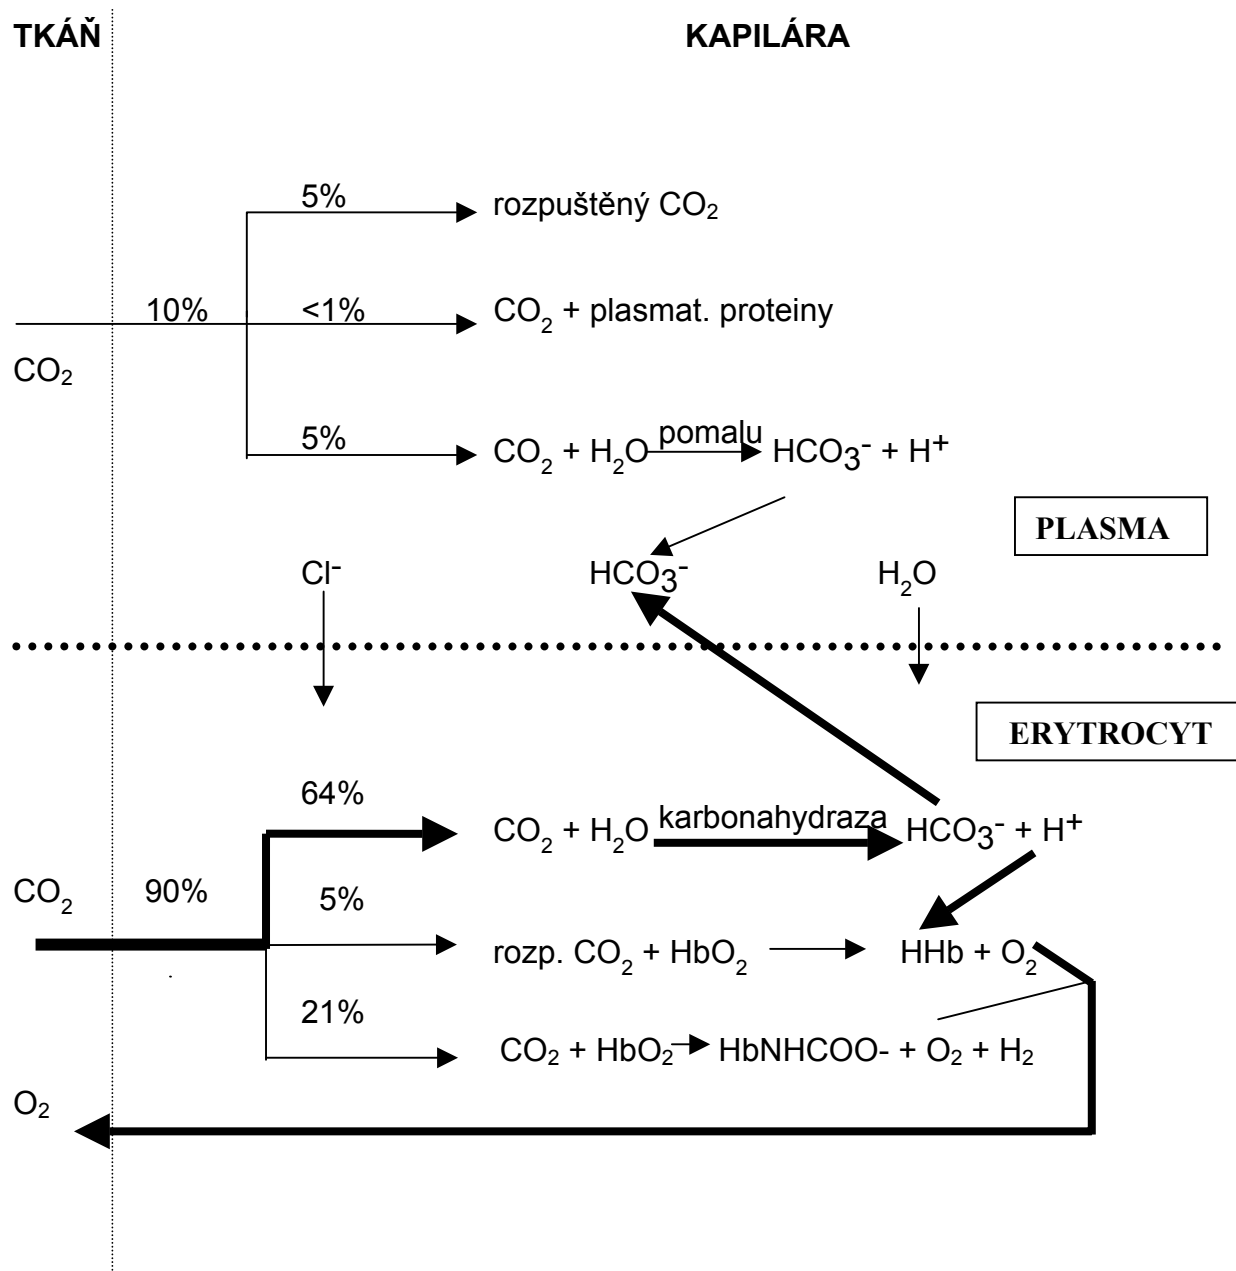 TKÁŇ KAPILÁRA
5% rozpuštěný CO₂
10% <1% CO₂ + plasmat. proteiny
CO₂
5% CO₂ + H₂O pomalu HCO₃⁻ + H⁺
PLASMA
Cl⁻ HCO₃⁻ H₂O
ERYTROCYT
64%
CO₂ + H₂O karbonahydraza HCO₃⁻ + H⁺
CO₂ 90% 5%
rozp. CO₂ + HbO₂ HHb + O₂
21%
CO₂ + HbO₂ HbNHCOO- + O₂ + H₂
O₂